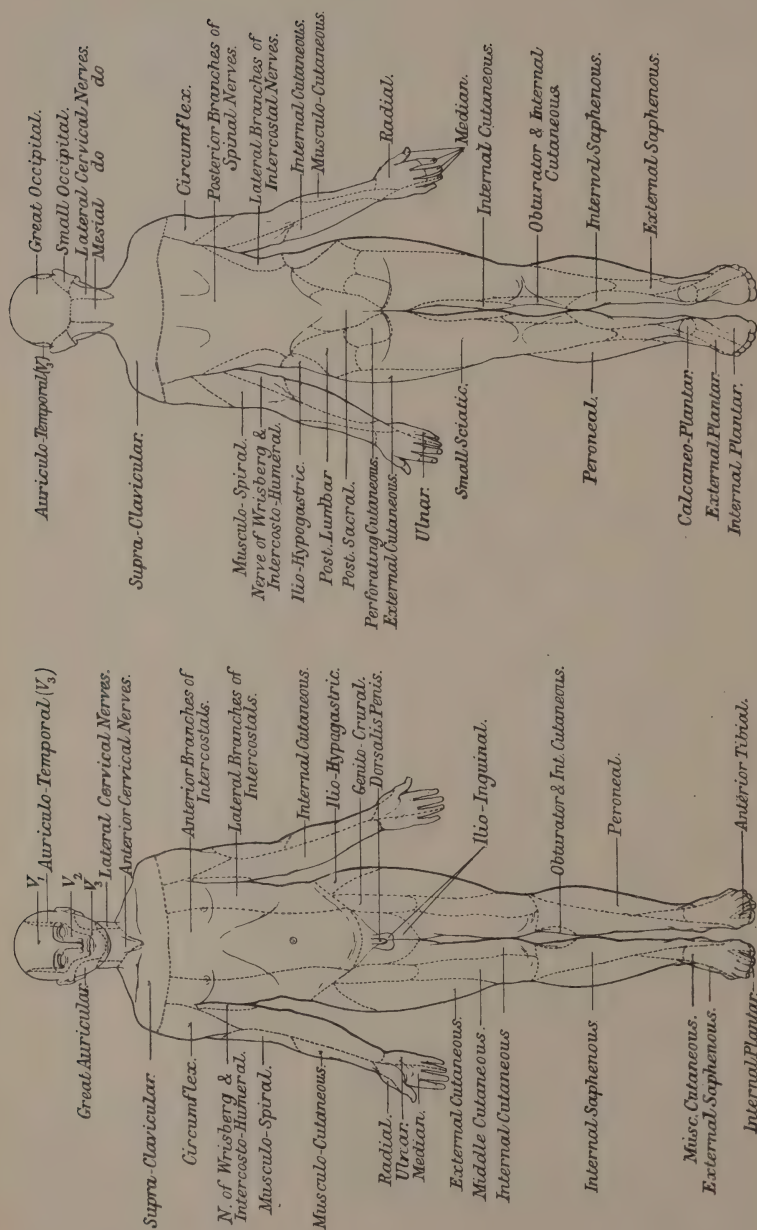 V1
Auriculo-Temporal (V3)
V2
V3
Lateral Cervical Nerves.
Anterior Cervical Nerves.
Anterior Branches of
Intercostals.
Lateral Branches of
Intercostals.
Internal Cutaneous.
Ilio-Hypogastric.
Genito-Crural.
Dorsalis Penis.
Ilio-Inguinal.
Obturator & Int. Cutaneous.
Peroneal.
Anterior Tibial.
Great Auricular.
Supra-Clavicular.
Circumflex.
N. of Wrisberg &
Intercosto-Humeral.
Musculo-Spiral.
Musculo-Cutaneous.
Radial.
Ulnar.
Median.
External Cutaneous.
Middle Cutaneous.
Internal Cutaneous
Internal Saphenous
Musc. Cutaneous.
External Saphenous.
Internal Plantar.
Great Occipital.
Small Occipital.
Lateral Cervical Nerves.
Mesial do do
Circumflex.
Posterior Branches of
Spinal Nerves.
Lateral Branches of
Intercostal Nerves.
Internal Cutaneous.
Musculo-Cutaneous.
Radial.
Median.
Internal Cutaneous.
Obturator & Internal
Cutaneous
Internal Saphenous.
External Saphenous.
Auriculo-Temporal (V3)
Supra-Clavicular.
Musculo-Spiral.
Nerve of Wrisberg &
Intercosto-Humeral.
Ilio-Hypogastric.
Post. Lumbar
Post. Sacral.
Perforating Cutaneous.
External Cutaneous.
Ulnar.
Small Sciatic.
Peroneal.
Calcaneo-Plantar.
External Plantar.
Internal Plantar.